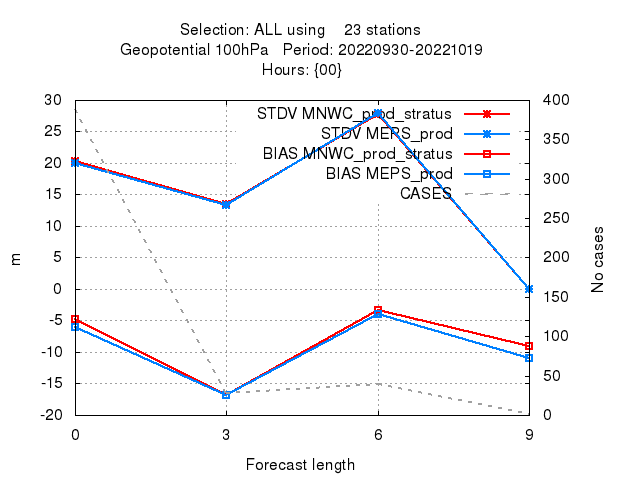 Selection: ALL using    23 stations
Geopotential 100hPa   Period: 20220930-20221019
Hours: {00}
30
25
20
15
10
5
0
-5
-10
-15
-20
m
STDV MNWC_prod_stratus
STDV MEPS_prod
BIAS MNWC_prod_stratus
BIAS MEPS_prod
CASES
400
350
300
250
200
150
100
50
0
No cases
0 3 6 9
Forecast length